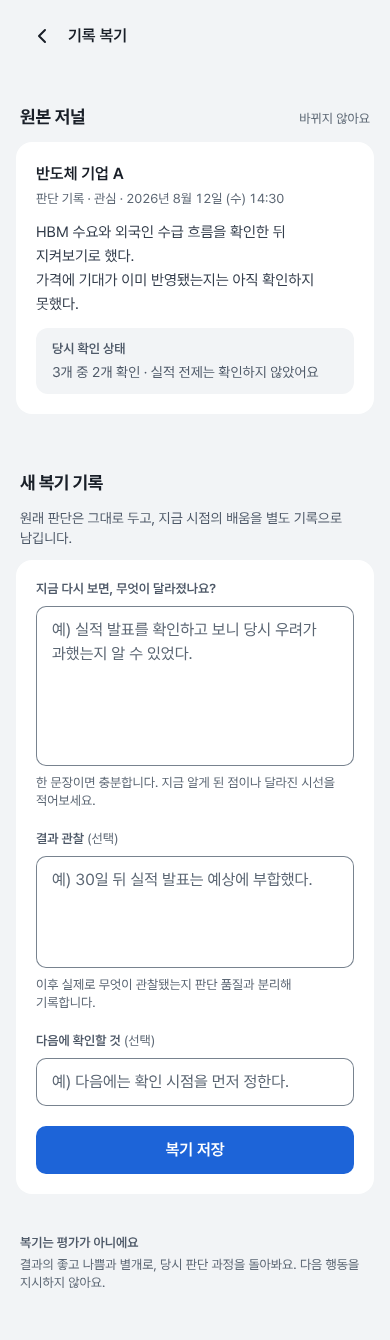 기록 복기
원본 저널
바뀌지 않아요
반도체 기업 A
판단 기록 · 관심 · 2026년 8월 12일 (수) 14:30
HBM 수요와 외국인 수급 흐름을 확인한 뒤
지켜보기로 했다.
가격에 기대가 이미 반영됐는지는 아직 확인하지
못했다.
당시 확인 상태
3개 중 2개 확인 · 실적 전제는 확인하지 않았어요
새 복기 기록
원래 판단은 그대로 두고, 지금 시점의 배움을 별도 기록으로
남깁니다.
지금 다시 보면, 무엇이 달라졌나요?
예) 실적 발표를 확인하고 보니 당시 우려가
과했는지 알 수 있었다.
한 문장이면 충분합니다. 지금 알게 된 점이나 달라진 시선을
적어보세요.
결과 관찰 (선택)
예) 30일 뒤 실적 발표는 예상에 부합했다.
이후 실제로 무엇이 관찰됐는지 판단 품질과 분리해
기록합니다.
다음에 확인할 것 (선택)
예) 다음에는 확인 시점을 먼저 정한다.
복기 저장
복기는 평가가 아니에요
결과의 좋고 나쁨과 별개로, 당시 판단 과정을 돌아봐요. 다음 행동을
지시하지 않아요.